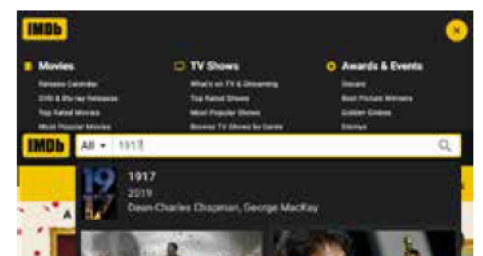 IMDb
Movies
TV Shows
Awards & Events
Release Calendar
What's on TV & Streaming
Oscars
DVD & Blu-ray Releases
Top Rated Shows
Best Picture Winners
Top Rated Movies
Most Popular Shows
Golden Globes
Most Popular Movies
Browse TV Shows by Genre
Emmys
IMDb All 1917
19
17
1917
2019
Dean-Charles Chapman, George MacKay
A